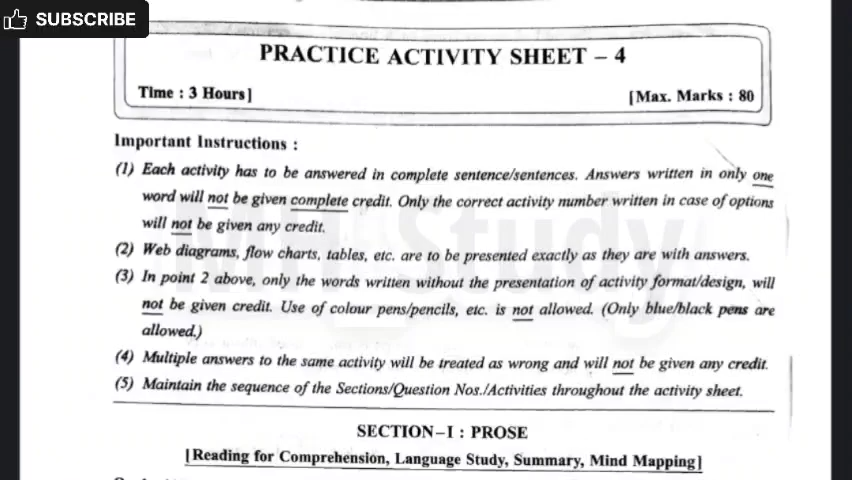 SUBSCRIBE
PRACTICE ACTIVITY SHEET – 4
Time : 3 Hours]
[Max. Marks : 80
Important Instructions :
(1) Each activity has to be answered in complete sentence/sentences. Answers written in only one
word will not be given complete credit. Only the correct activity number written in case of options
will not be given any credit.
(2) Web diagrams, flow charts, tables, etc. are to be presented exactly as they are with answers.
(3) In point 2 above, only the words written without the presentation of activity format/design, will
not be given credit. Use of colour pens/pencils, etc. is not allowed. (Only blue/black pens are
allowed.)
(4) Multiple answers to the same activity will be treated as wrong and will not be given any credit.
(5) Maintain the sequence of the Sections/Question Nos./Activities throughout the activity sheet.
SECTION–I : PROSE
[Reading for Comprehension, Language Study, Summary, Mind Mapping]